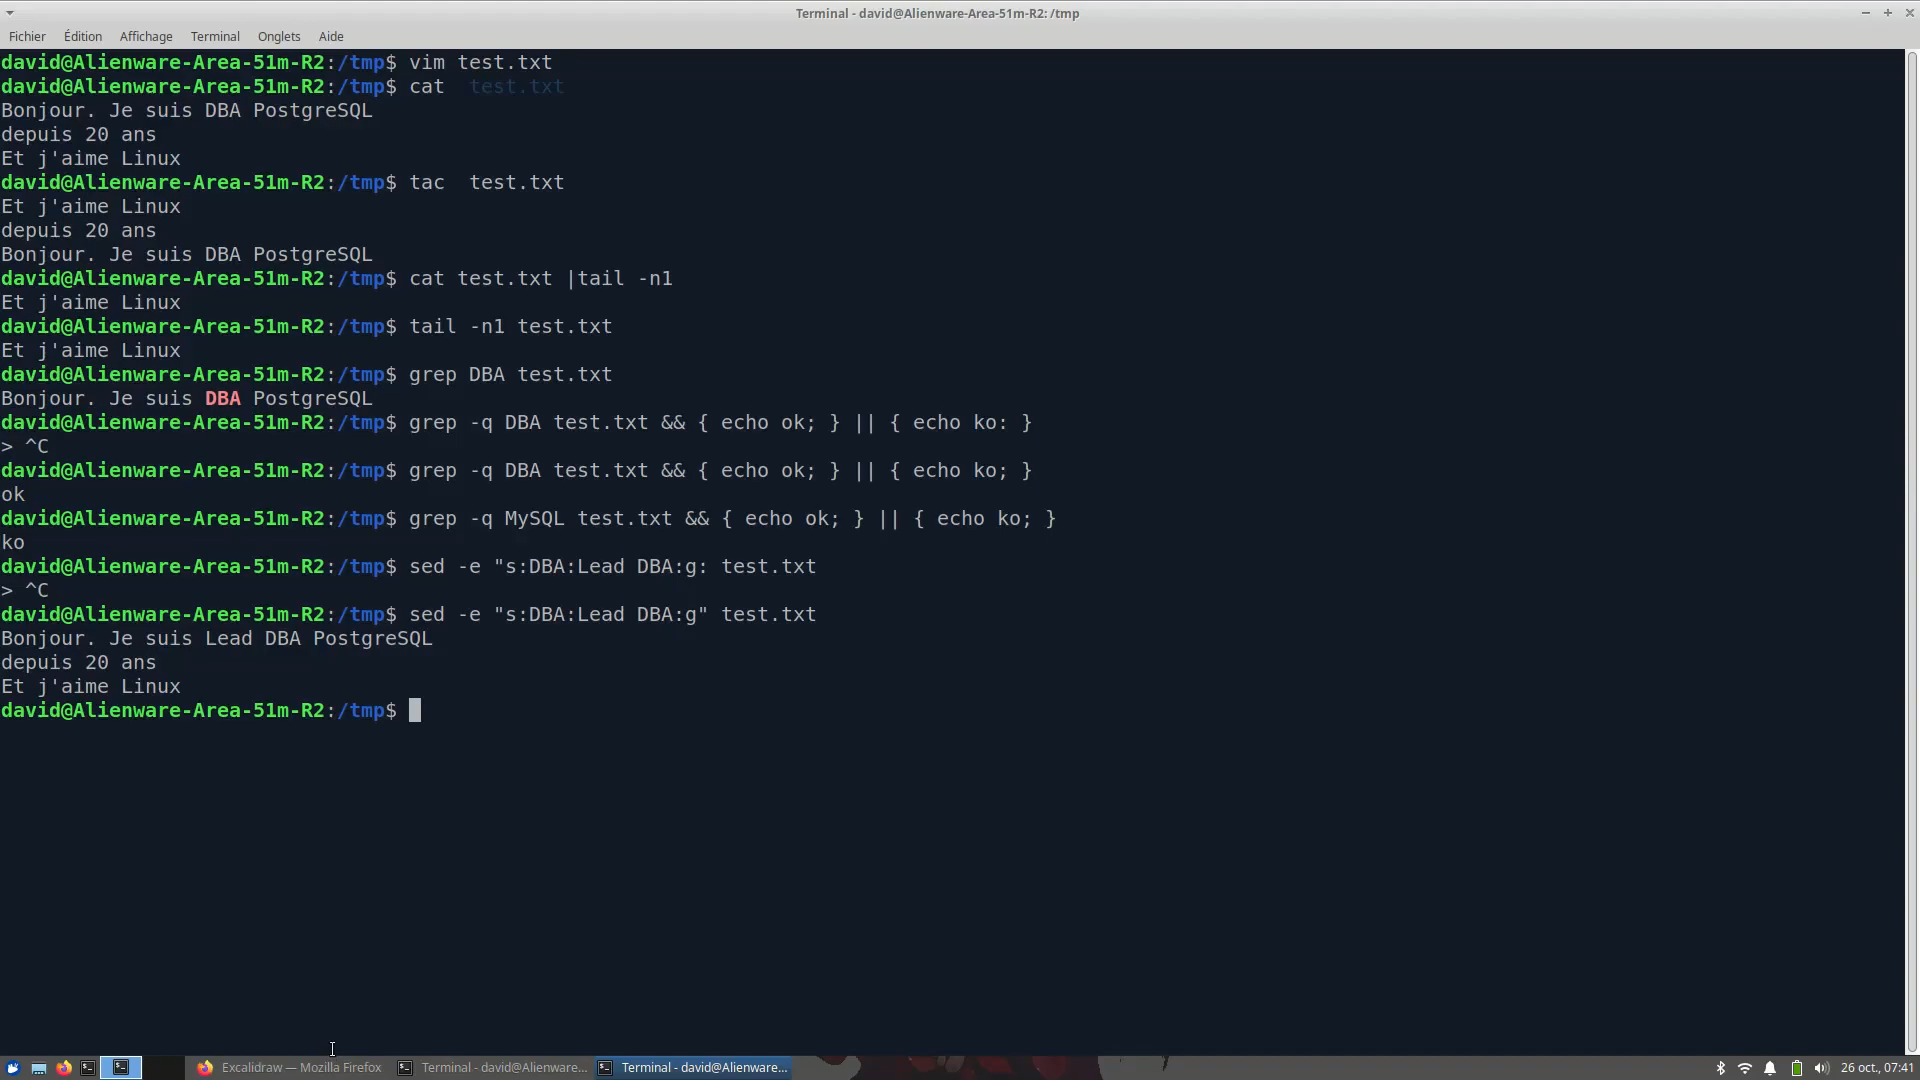 Terminal - david@Alienware-Area-51m-R2: /tmp
Fichier Édition Affichage Terminal Onglets Aide
david@Alienware-Area-51m-R2:/tmp$ vim test.txt
david@Alienware-Area-51m-R2:/tmp$ cat  test.txt
Bonjour. Je suis DBA PostgreSQL
depuis 20 ans
Et j'aime Linux
david@Alienware-Area-51m-R2:/tmp$ tac  test.txt
Et j'aime Linux
depuis 20 ans
Bonjour. Je suis DBA PostgreSQL
david@Alienware-Area-51m-R2:/tmp$ cat test.txt |tail -n1
Et j'aime Linux
david@Alienware-Area-51m-R2:/tmp$ tail -n1 test.txt
Et j'aime Linux
david@Alienware-Area-51m-R2:/tmp$ grep DBA test.txt
Bonjour. Je suis DBA PostgreSQL
david@Alienware-Area-51m-R2:/tmp$ grep -q DBA test.txt && { echo ok; } || { echo ko: }
> ^C
david@Alienware-Area-51m-R2:/tmp$ grep -q DBA test.txt && { echo ok; } || { echo ko; }
ok
david@Alienware-Area-51m-R2:/tmp$ grep -q MySQL test.txt && { echo ok; } || { echo ko; }
ko
david@Alienware-Area-51m-R2:/tmp$ sed -e "s:DBA:Lead DBA:g: test.txt
> ^C
david@Alienware-Area-51m-R2:/tmp$ sed -e "s:DBA:Lead DBA:g" test.txt
Bonjour. Je suis Lead DBA PostgreSQL
depuis 20 ans
Et j'aime Linux
david@Alienware-Area-51m-R2:/tmp$
Excalidraw — Mozilla Firefox Terminal - david@Alienware... Terminal - david@Alienware... 26 oct., 07:41